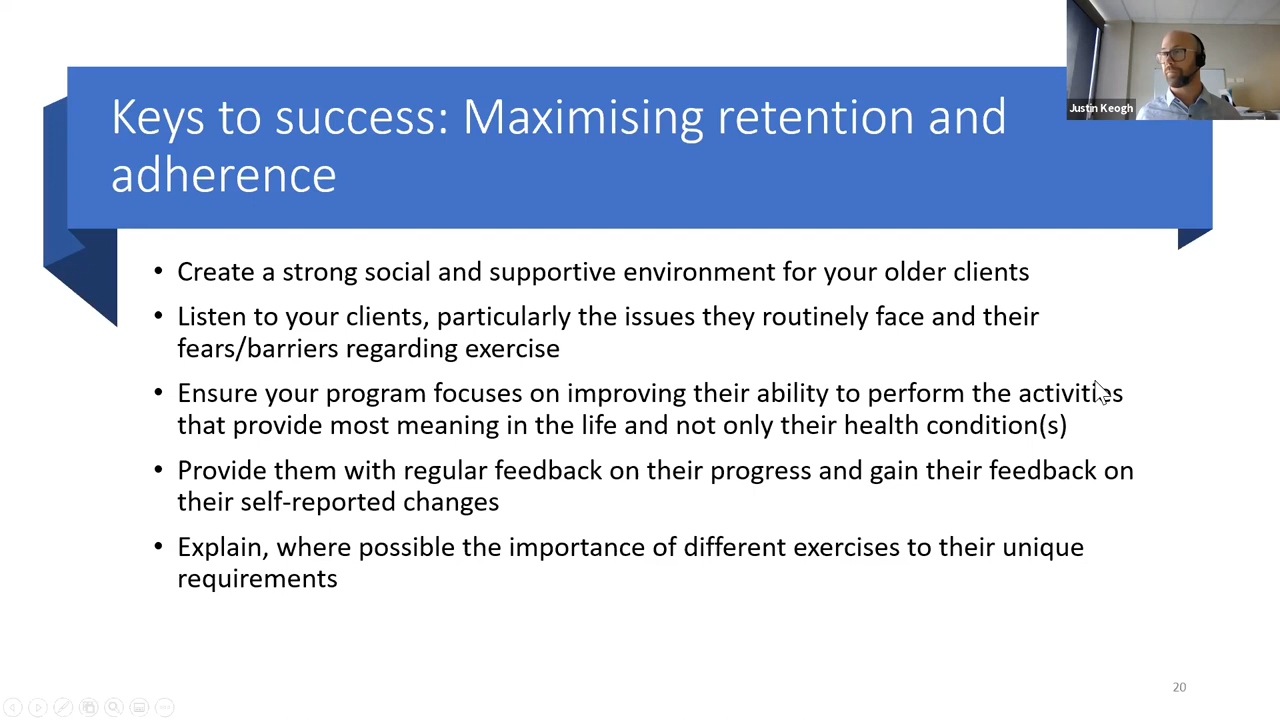 Justin Keogh
Keys to success: Maximising retention and
adherence
• Create a strong social and supportive environment for your older clients
• Listen to your clients, particularly the issues they routinely face and their
fears/barriers regarding exercise
• Ensure your program focuses on improving their ability to perform the activities
that provide most meaning in the life and not only their health condition(s)
• Provide them with regular feedback on their progress and gain their feedback on
their self-reported changes
• Explain, where possible the importance of different exercises to their unique
requirements
20